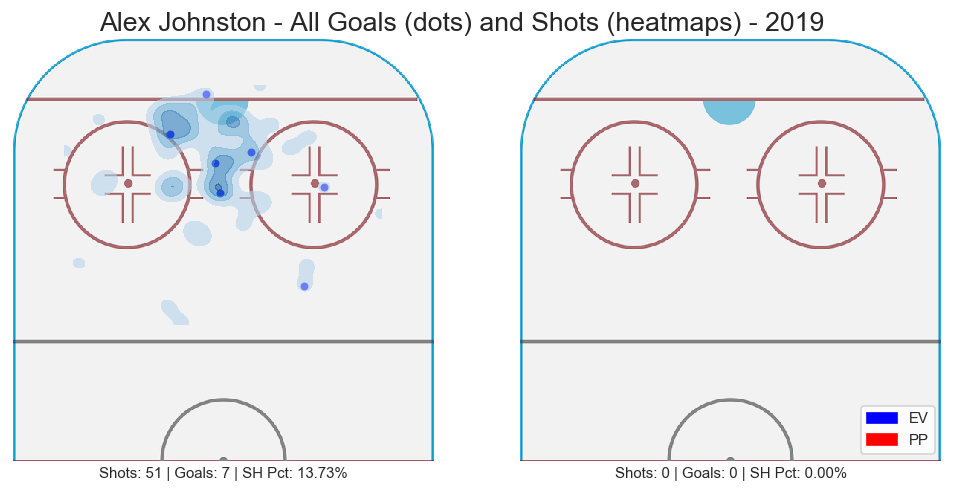 Alex Johnston - All Goals (dots) and Shots (heatmaps) - 2019
EV
PP
Shots: 51 | Goals: 7 | SH Pct: 13.73%
Shots: 0 | Goals: 0 | SH Pct: 0.00%